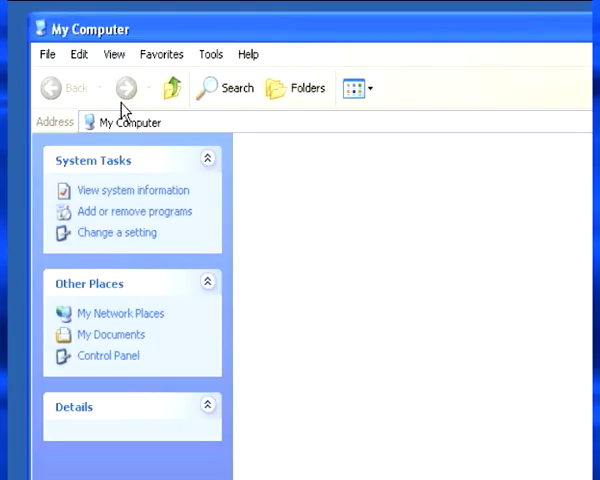 My Computer
File Edit View Favorites Tools Help
Back Search Folders
Address My Computer
System Tasks
View system information
Add or remove programs
Change a setting
Other Places
My Network Places
My Documents
Control Panel
Details